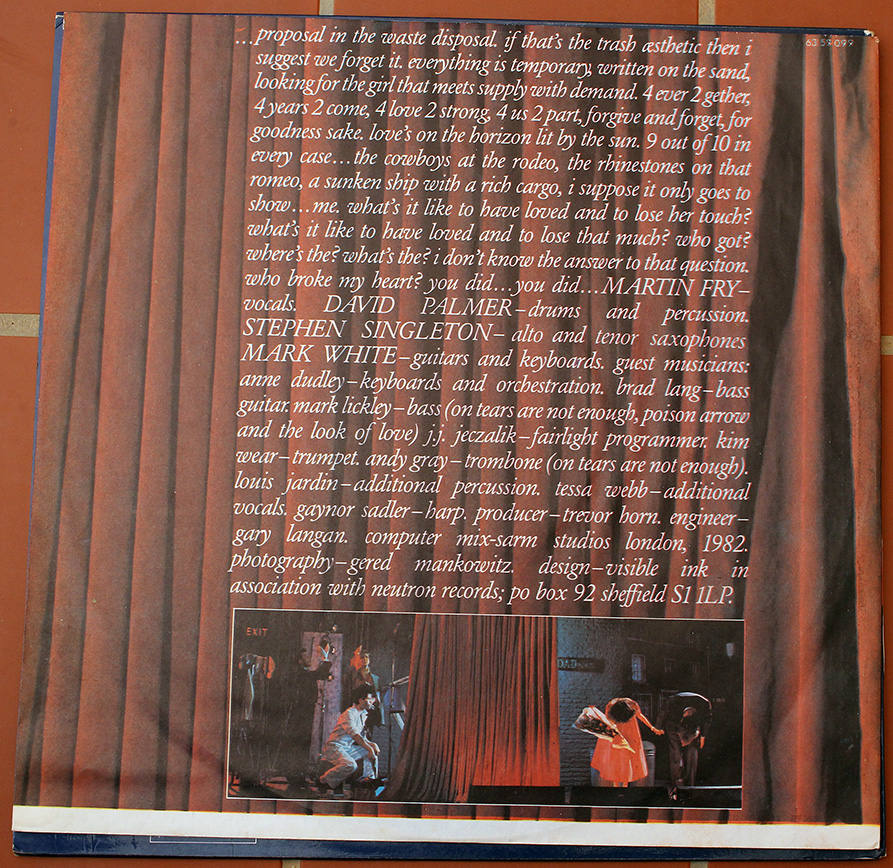 63 59 099
...proposal in the waste disposal. if that's the trash æsthetic then i
suggest we forget it. everything is temporary, written on the sand,
looking for the girl that meets supply with demand. 4 ever 2 gether,
4 years 2 come, 4 love 2 strong, 4 us 2 part, forgive and forget, for
goodness sake. love's on the horizon lit by the sun. 9 out of 10 in
every case...the cowboys at the rodeo, the rhinestones on that
romeo, a sunken ship with a rich cargo, i suppose it only goes to
show...me. what's it like to have loved and to lose her touch?
what's it like to have loved and to lose that much? who got?
where's the? what's the? i don't know the answer to that question.
who broke my heart? you did...you did...MARTIN FRY–
vocals. DAVID PALMER–drums and percussion.
STEPHEN SINGLETON– alto and tenor saxophones
MARK WHITE–guitars and keyboards. guest musicians:
anne dudley–keyboards and orchestration. brad lang–bass
guitar. mark lickley–bass (on tears are not enough, poison arrow
and the look of love) j.j. jeczalik–fairlight programmer. kim
wear–trumpet. andy gray–trombone (on tears are not enough).
louis jardin–additional percussion. tessa webb–additional
vocals. gaynor sadler–harp. producer–trevor horn. engineer–
gary langan. computer mix-sarm studios london, 1982.
photography–gered mankowitz. design–visible ink in
association with neutron records; po box 92 sheffield S1 1LP.
EXIT